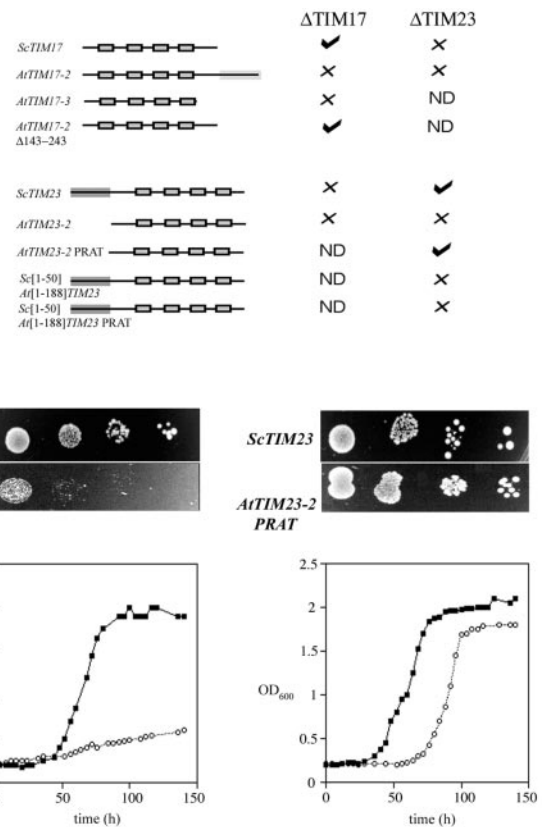 ΔTIM17 ΔTIM23
ScTIM17
AtTIM17-2
AtTIM17-3 ND
AtTIM17-2 ND
Δ143-243
ScTIM23
AtTIM23-2
AtTIM23-2 PRAT ND
Sc[1-50] ND
At[1-188]TIM23
Sc[1-50] ND
At[1-188]TIM23 PRAT
ScTIM23
AtTIM23-2
PRAT
50 100 150
time (h)
2.5
2
1.5
OD600
1
0.5
0
0 50 100 150
time (h)